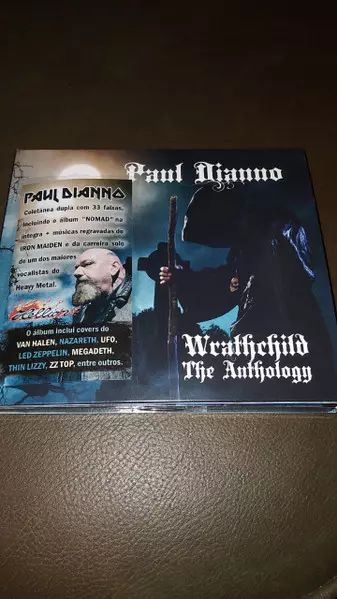 Paul Dianno
PAUL DIANNO
Coletânea dupla com 33 faixas,
incluindo o álbum "NOMAD" na
íntegra + músicas regravadas do
IRON MAIDEN e da carreira solo
de um dos maiores
vocalistas do
Heavy Metal.
O álbum inclui covers do
VAN HALEN, NAZARETH, UFO,
LED ZEPPELIN, MEGADETH,
THIN LIZZY, ZZ TOP, entre outros.
Wrathchild
The Anthology